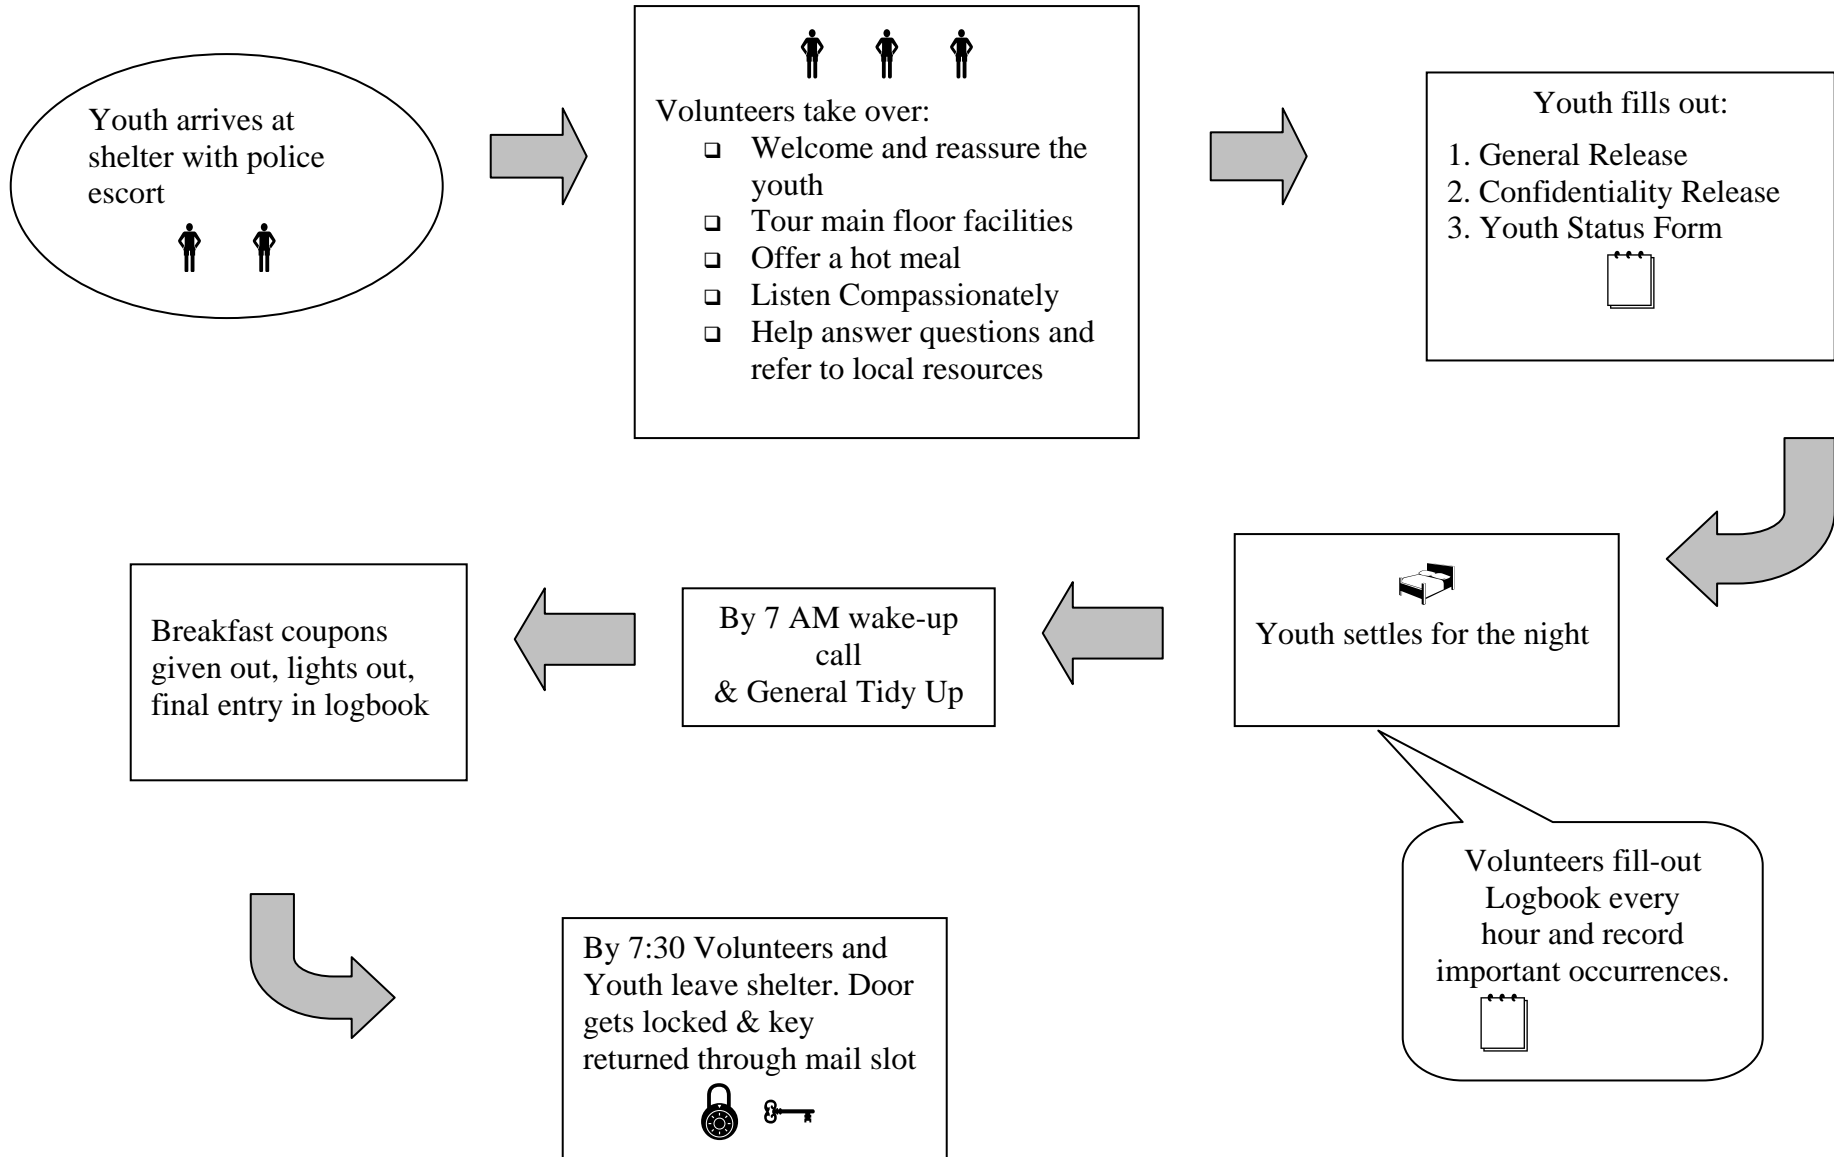 Youth arrives at
shelter with police
escort
Volunteers take over:
❑ Welcome and reassure the
youth
❑ Tour main floor facilities
❑ Offer a hot meal
❑ Listen Compassionately
❑ Help answer questions and
refer to local resources
Youth fills out:
1. General Release
2. Confidentiality Release
3. Youth Status Form
Youth settles for the night
Volunteers fill-out
Logbook every
hour and record
important occurrences.
By 7 AM wake-up
call
& General Tidy Up
Breakfast coupons
given out, lights out,
final entry in logbook
By 7:30 Volunteers and
Youth leave shelter. Door
gets locked & key
returned through mail slot